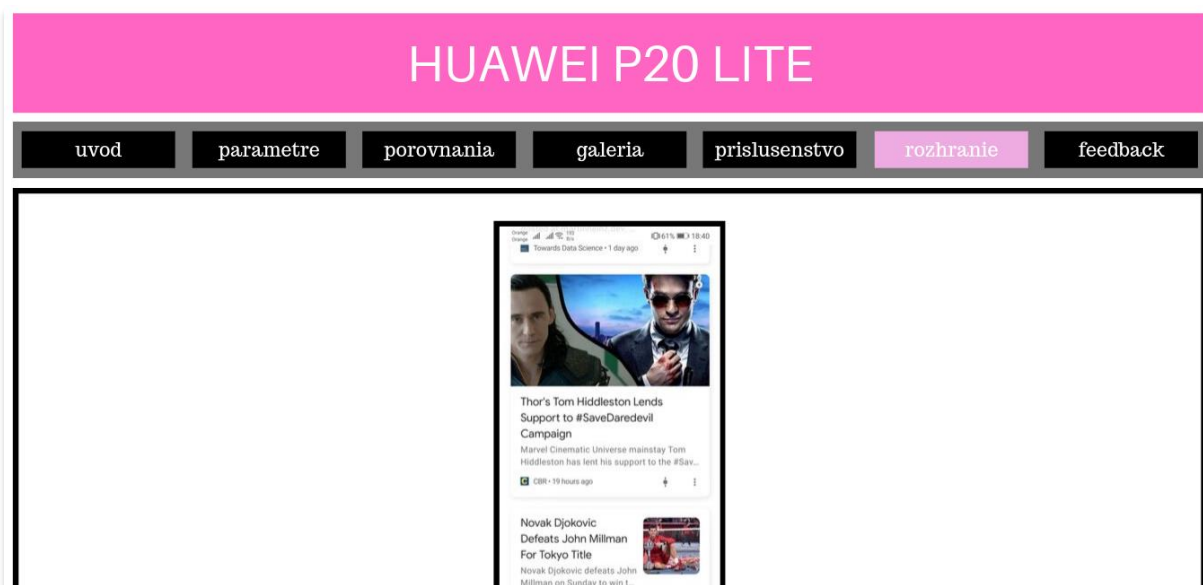 HUAWEI P20 LITE
uvod parametre porovnania galeria prislusenstvo rozhranie feedback
Orange
Orange
61% 18:40
Towards Data Science • 1 day ago
Thor's Tom Hiddleston Lends
Support to #SaveDaredevil
Campaign
Marvel Cinematic Universe mainstay Tom
Hiddleston has lent his support to the #Sav...
CBR • 19 hours ago
Novak Djokovic
Defeats John Millman
For Tokyo Title
Novak Djokovic defeats John
Millman on Sunday to win t...